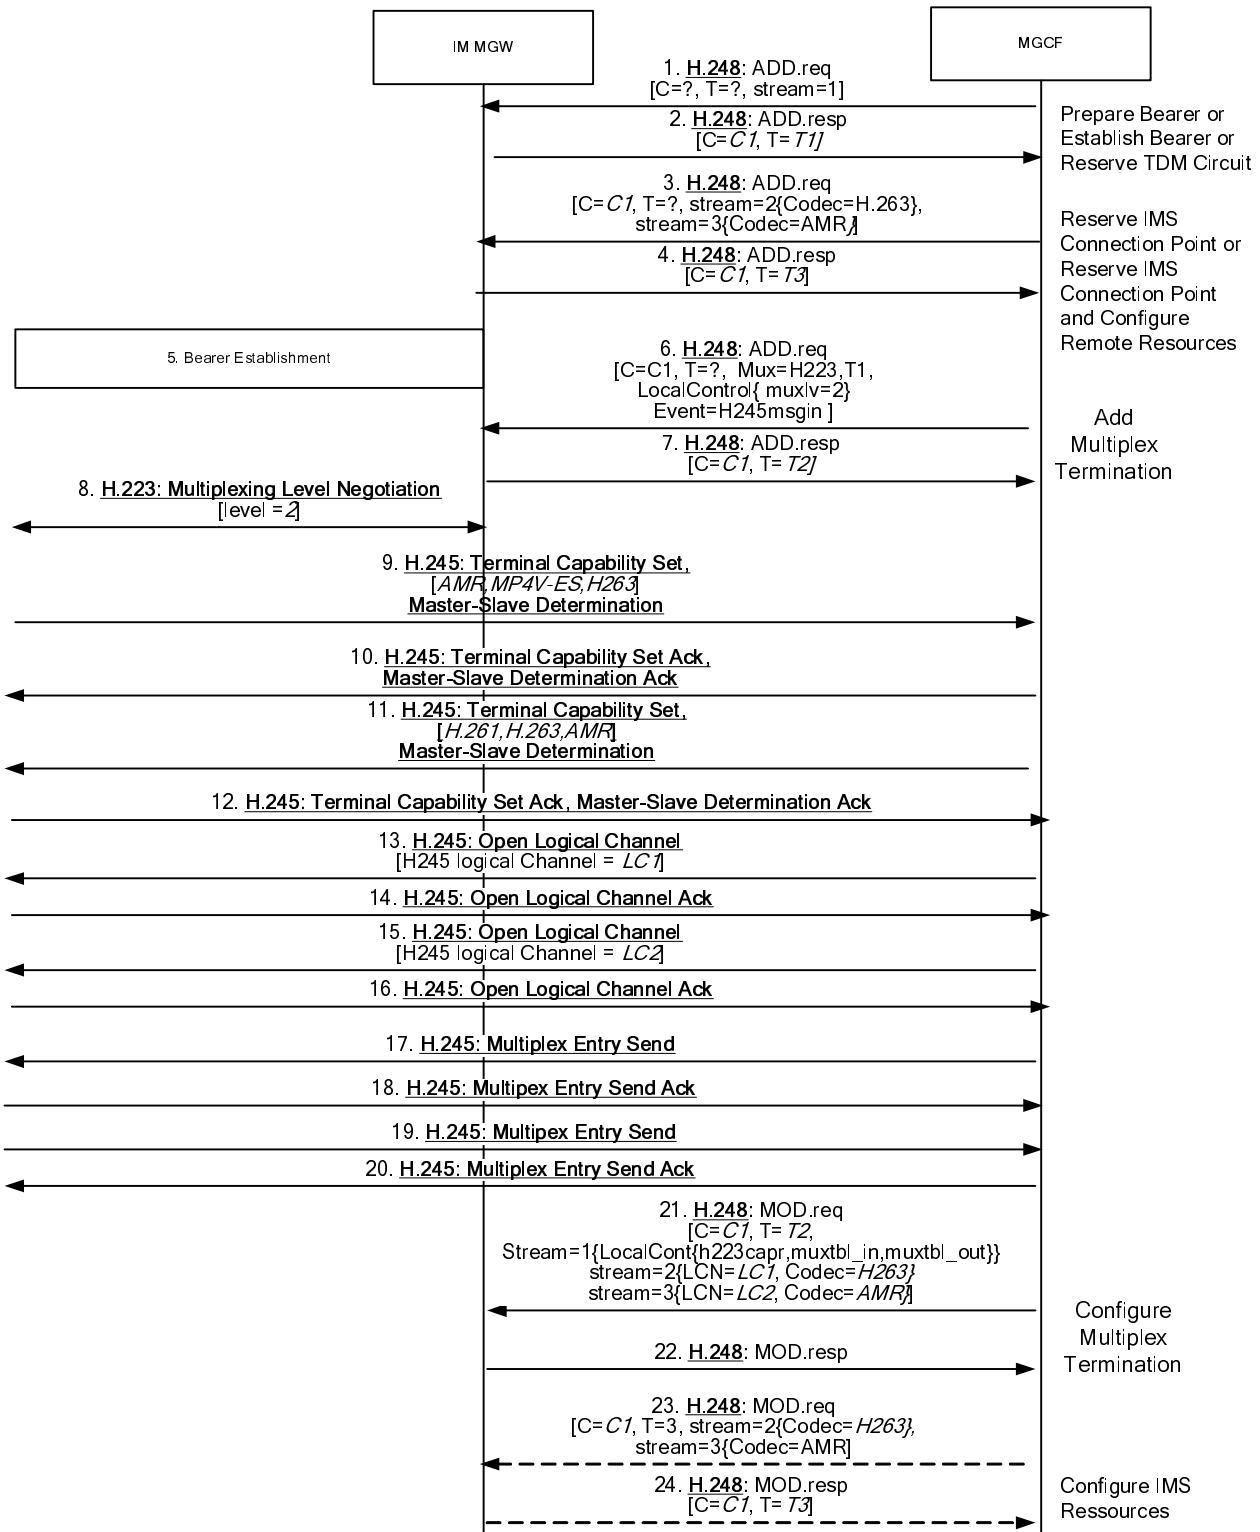 IM MGW
MGCF
1. H.248: ADD.req
[C=?, T=?, stream=1]
2. H.248: ADD.resp
[C=C1, T=T1]
Prepare Bearer or
Establish Bearer or
Reserve TDM Circuit
3. H.248: ADD.req
[C=C1, T=?, stream=2{Codec=H.263},
stream=3{Codec=AMR}]
4. H.248: ADD.resp
[C=C1, T=T3]
Reserve IMS
Connection Point or
Reserve IMS
Connection Point
and Configure
Remote Resources
5. Bearer Establishment
6. H.248: ADD.req
[C=C1, T=?, Mux=H223,T1,
LocalControl{ muxlv=2}
Event=H245msgin ]
7. H.248: ADD.resp
[C=C1, T=T2]
Add
Multiplex
Termination
8. H.223: Multiplexing Level Negotiation
[level =2]
9. H.245: Terminal Capability Set,
[AMR,MP4V-ES,H263]
Master-Slave Determination
10. H.245: Terminal Capability Set Ack,
Master-Slave Determination Ack
11. H.245: Terminal Capability Set,
[H.261,H.263,AMR]
Master-Slave Determination
12. H.245: Terminal Capability Set Ack, Master-Slave Determination Ack
13. H.245: Open Logical Channel
[H245 logical Channel = LC1]
14. H.245: Open Logical Channel Ack
15. H.245: Open Logical Channel
[H245 logical Channel = LC2]
16. H.245: Open Logical Channel Ack
17. H.245: Multiplex Entry Send
18. H.245: Multipex Entry Send Ack
19. H.245: Multipex Entry Send
20. H.245: Multiplex Entry Send Ack
21. H.248: MOD.req
[C=C1, T=T2,
Stream=1{LocalCont{h223capr,muxtbl_in,muxtbl_out}}
stream=2{LCN=LC1, Codec=H263}
stream=3{LCN=LC2, Codec=AMR}]
22. H.248: MOD.resp
Configure
Multiplex
Termination
23. H.248: MOD.req
[C=C1, T=3, stream=2{Codec=H263},
stream=3{Codec=AMR]
24. H.248: MOD.resp
[C=C1, T=T3]
Configure IMS
Ressources